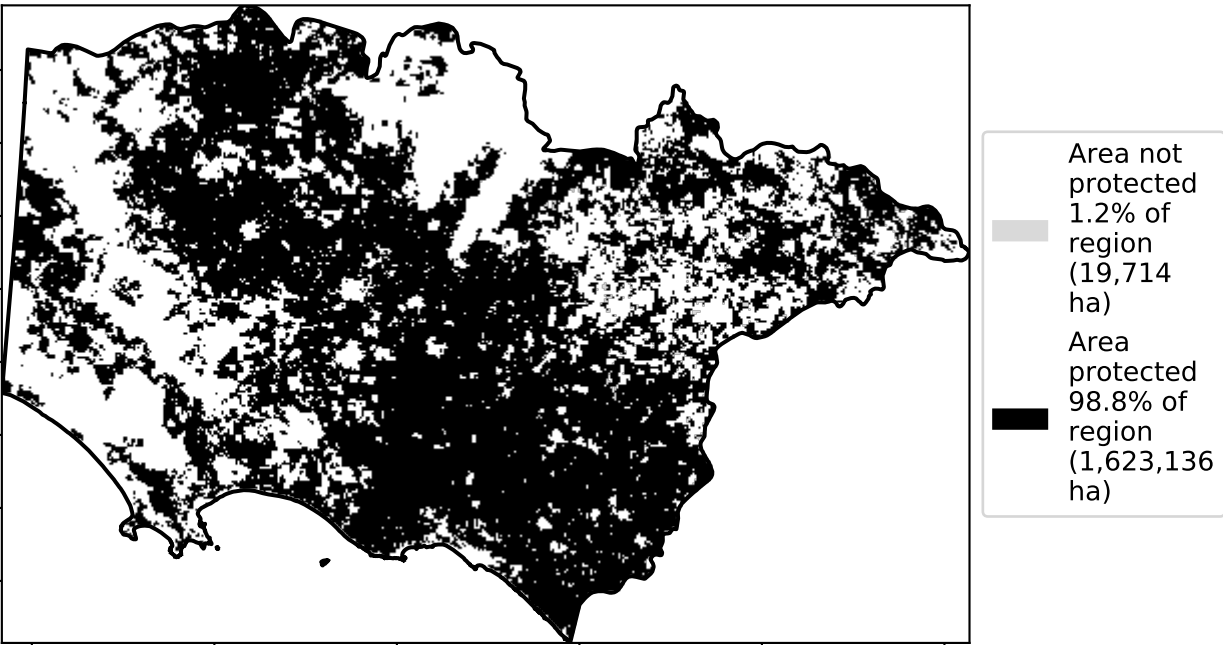 Area not
protected
1.2% of
region
(19,714
ha)
Area
protected
98.8% of
region
(1,623,136
ha)